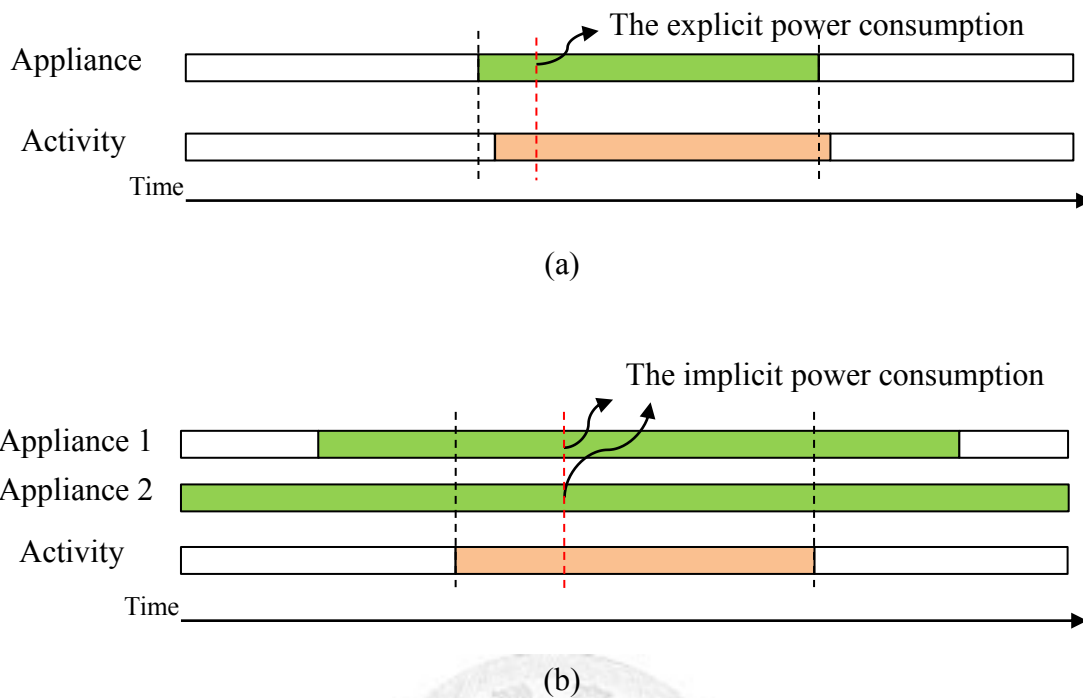 The explicit power consumption
Appliance
Activity
Time
(a)
The implicit power consumption
Appliance 1
Appliance 2
Activity
Time
(b)